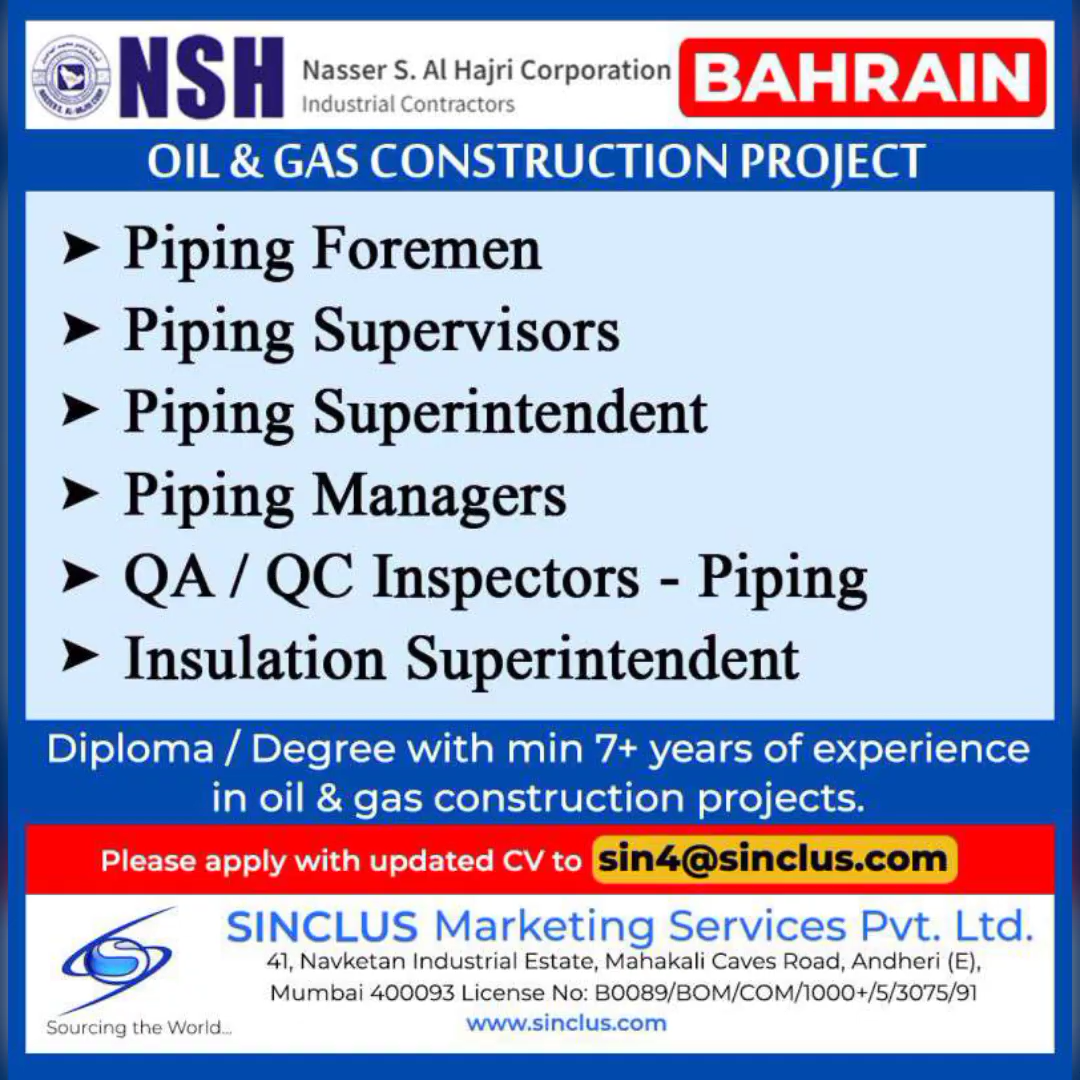 NSH
Nasser S. Al Hajri Corporation
Industrial Contractors
BAHRAIN
OIL & GAS CONSTRUCTION PROJECT
➤ Piping Foremen
➤ Piping Supervisors
➤ Piping Superintendent
➤ Piping Managers
➤ QA / QC Inspectors - Piping
➤ Insulation Superintendent
Diploma / Degree with min 7+ years of experience
in oil & gas construction projects.
Please apply with updated CV to sin4@sinclus.com
SINCLUS Marketing Services Pvt. Ltd.
41, Navketan Industrial Estate, Mahakali Caves Road, Andheri (E),
Mumbai 400093 License No: B0089/BOM/COM/1000+/5/3075/91
www.sinclus.com
Sourcing the World...